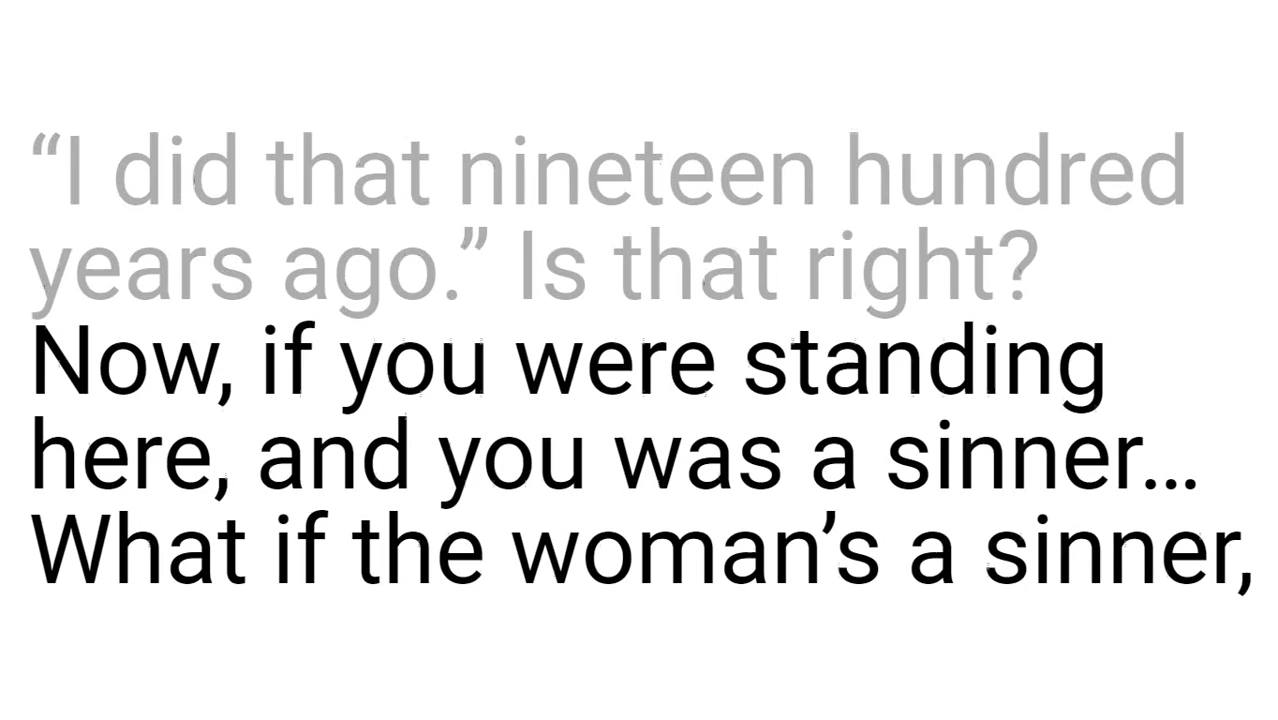 “I did that nineteen hundred
years ago.” Is that right?
Now, if you were standing
here, and you was a sinner…
What if the woman’s a sinner,